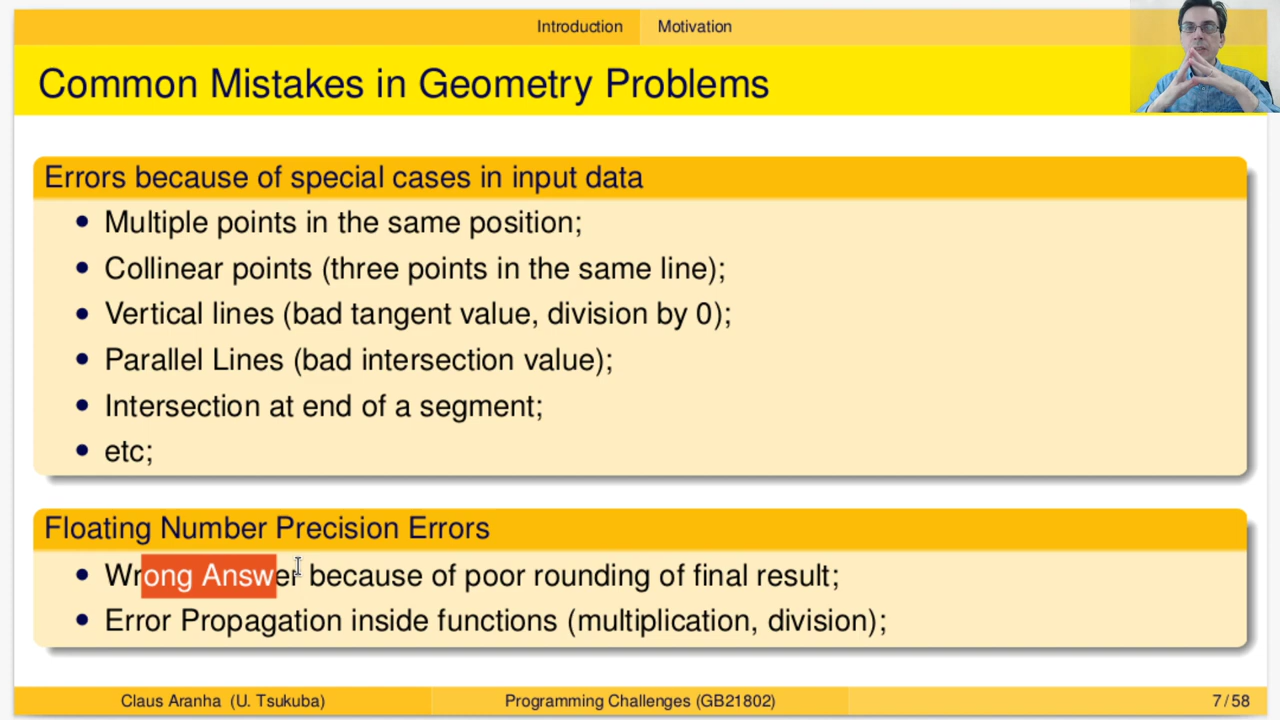 Introduction Motivation
Common Mistakes in Geometry Problems
Errors because of special cases in input data
• Multiple points in the same position;
• Collinear points (three points in the same line);
• Vertical lines (bad tangent value, division by 0);
• Parallel Lines (bad intersection value);
• Intersection at end of a segment;
• etc;
Floating Number Precision Errors
• Wrong Answer because of poor rounding of final result;
• Error Propagation inside functions (multiplication, division);
Claus Aranha (U. Tsukuba) Programming Challenges (GB21802) 7 / 58